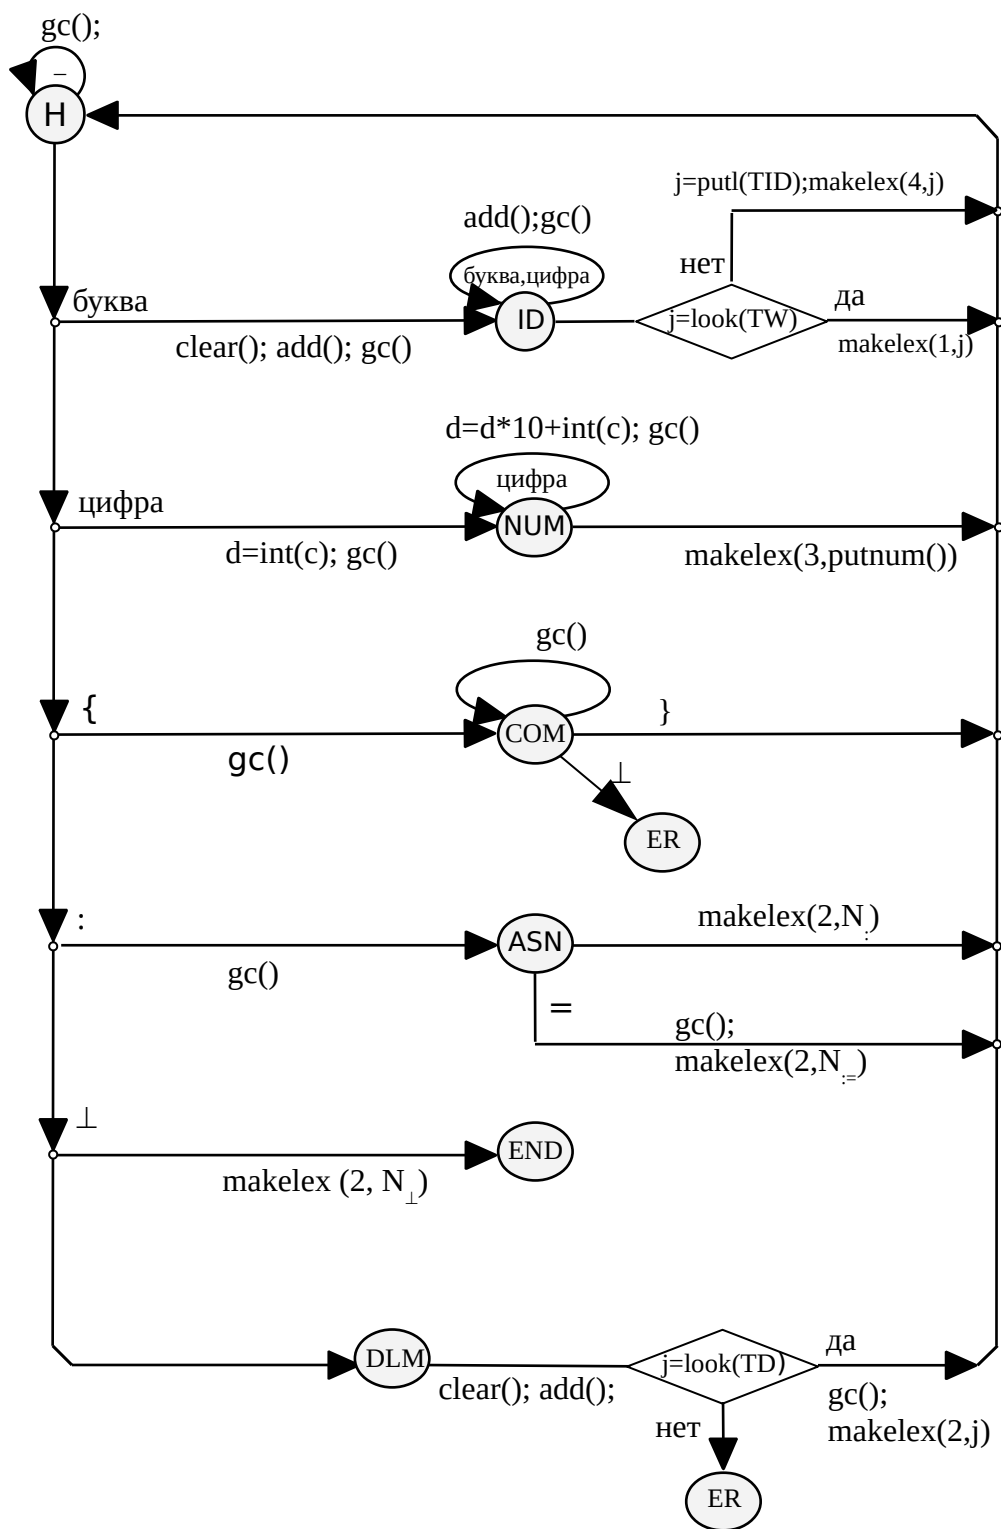 gc();
–
H
j=putl(TID);makelex(4,j)
add();gc()
нет
буква,цифра
да
буква
ID
j=look(TW)
clear(); add(); gc()
makelex(1,j)
d=d*10+int(c); gc()
цифра
цифра
NUM
d=int(c); gc()
makelex(3,putnum())
gc()
{
COM
}
gc()
⊥
ER
:
ASN
makelex(2,N:)
gc()
=
gc();
makelex(2,N:=)
⊥
END
makelex (2, N⊥)
да
DLM
j=look(TD)
clear(); add();
gc();
нет
makelex(2,j)
ER